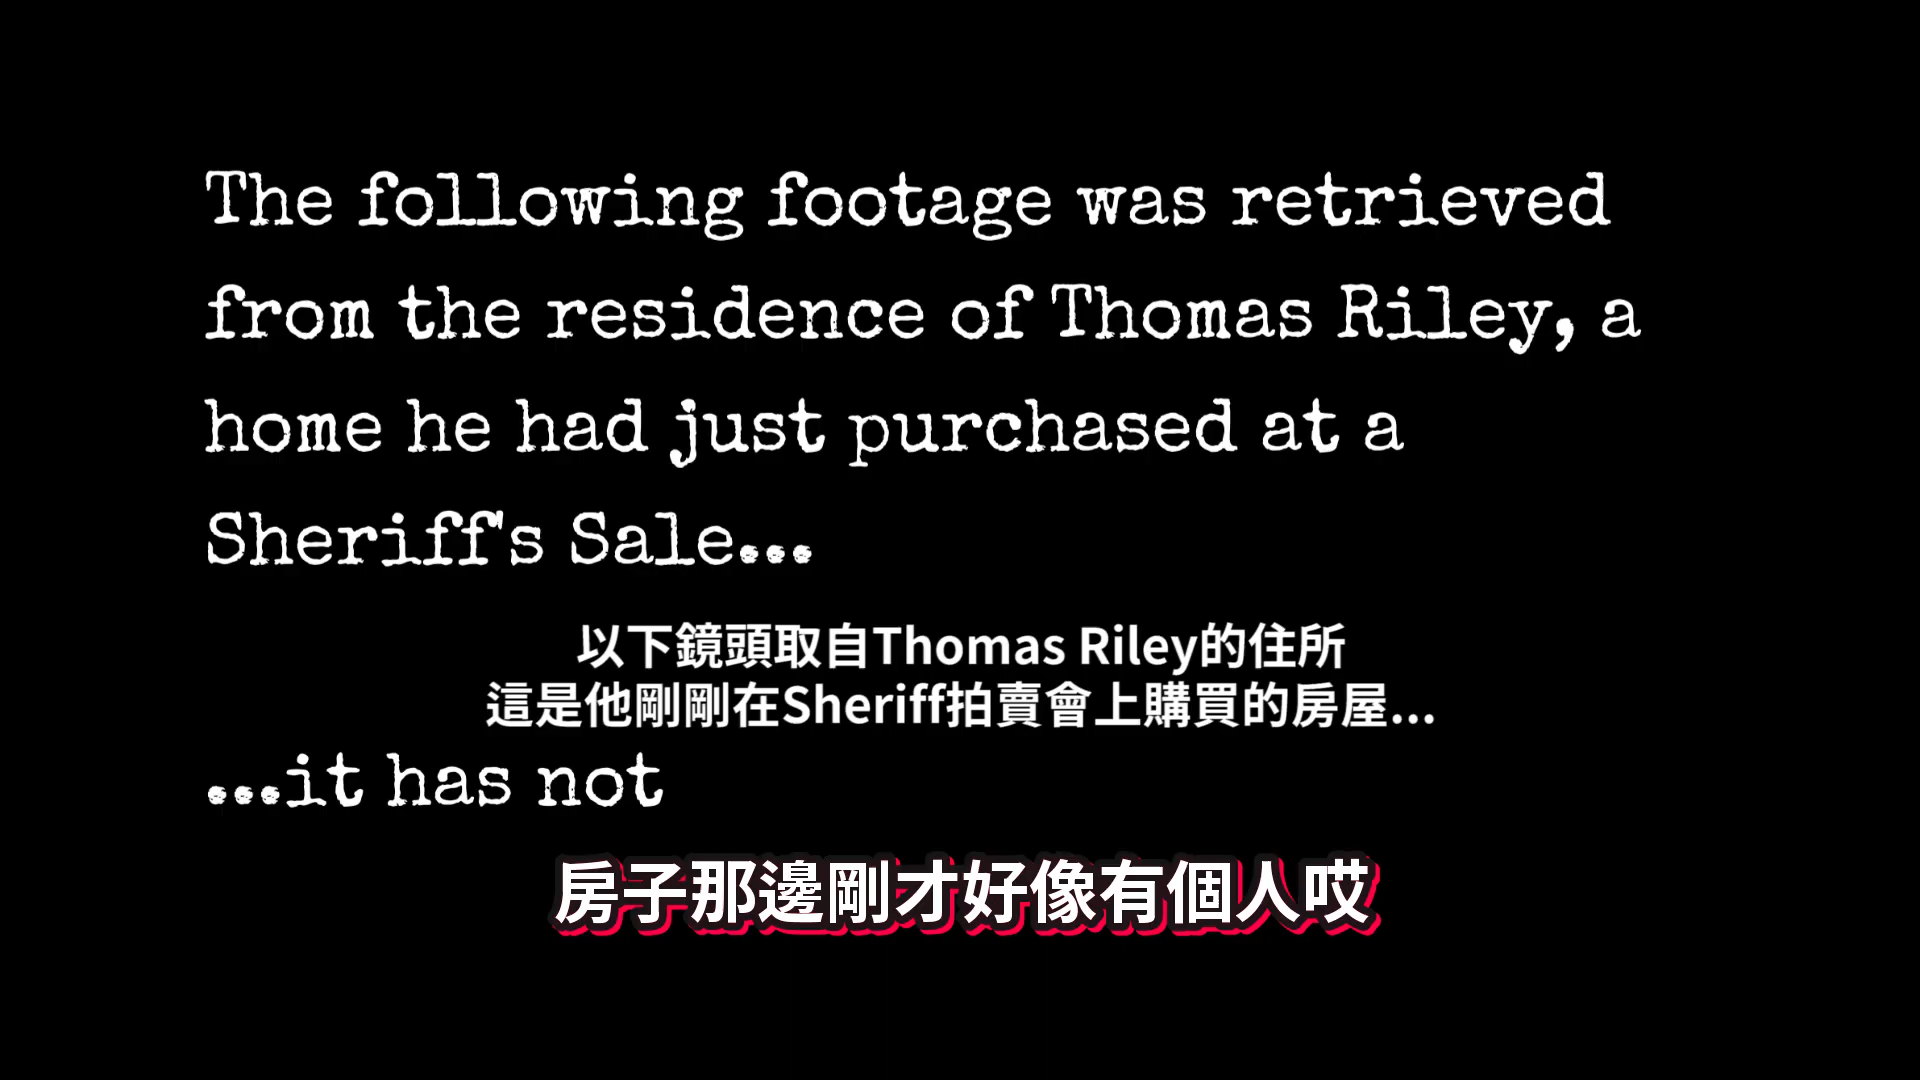 The following footage was retrieved
from the residence of Thomas Riley, a
home he had just purchased at a
Sheriff's Sale...
以下鏡頭取自Thomas Riley的住所
這是他剛剛在Sheriff拍賣會上購買的房屋...
...it has not
房子那邊剛才好像有個人哎